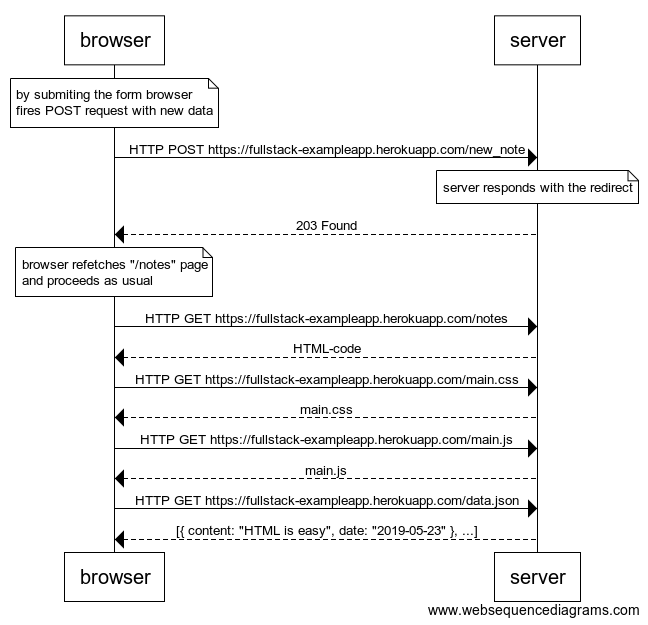 browser
server
by submiting the form browser
fires POST request with new data
HTTP POST https://fullstack-exampleapp.herokuapp.com/new_note
server responds with the redirect
203 Found
browser refetches "/notes" page
and proceeds as usual
HTTP GET https://fullstack-exampleapp.herokuapp.com/notes
HTML-code
HTTP GET https://fullstack-exampleapp.herokuapp.com/main.css
main.css
HTTP GET https://fullstack-exampleapp.herokuapp.com/main.js
main.js
HTTP GET https://fullstack-exampleapp.herokuapp.com/data.json
[{ content: "HTML is easy", date: "2019-05-23" }, ...]
browser
server
www.websequencediagrams.com